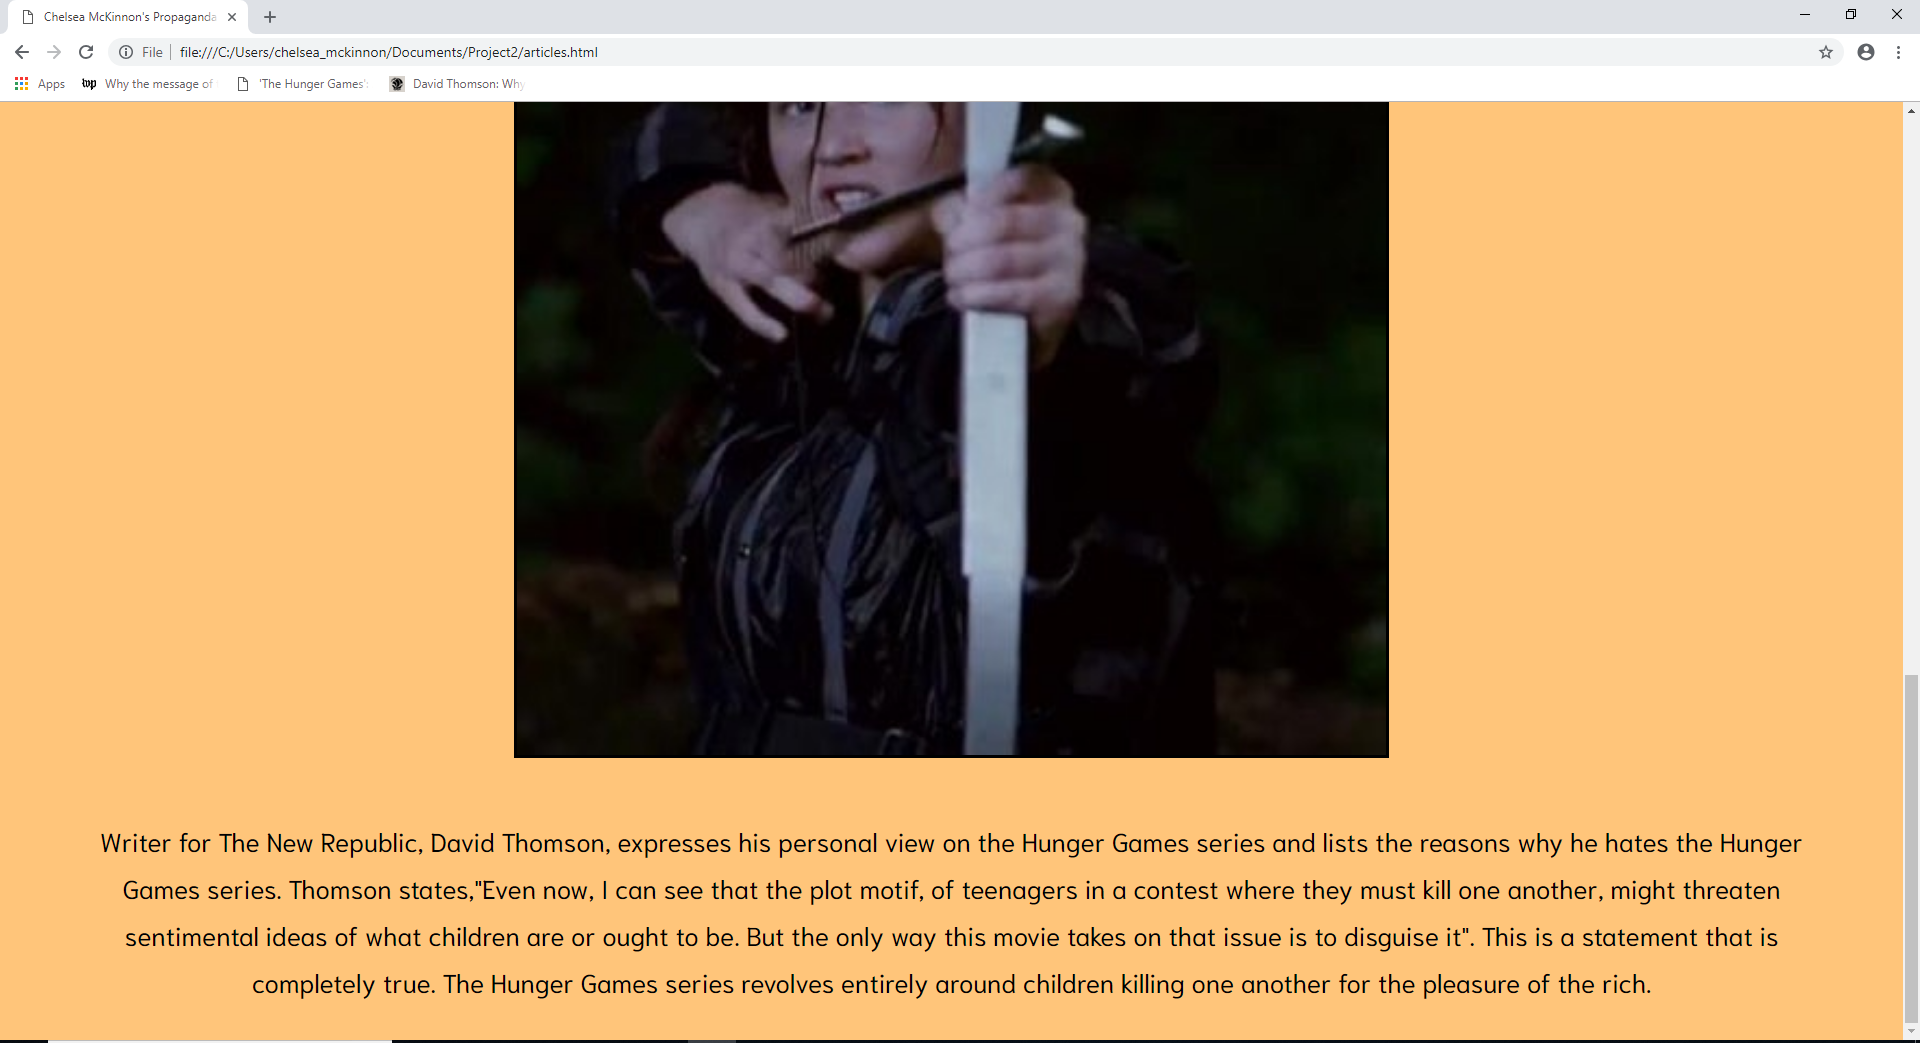 Chelsea McKinnon's Propaganda
File file:///C:/Users/chelsea_mckinnon/Documents/Project2/articles.html
Apps wp Why the message of 'The Hunger Games': David Thomson: Why
Writer for The New Republic, David Thomson, expresses his personal view on the Hunger Games series and lists the reasons why he hates the Hunger
Games series. Thomson states,"Even now, I can see that the plot motif, of teenagers in a contest where they must kill one another, might threaten
sentimental ideas of what children are or ought to be. But the only way this movie takes on that issue is to disguise it". This is a statement that is
completely true. The Hunger Games series revolves entirely around children killing one another for the pleasure of the rich.